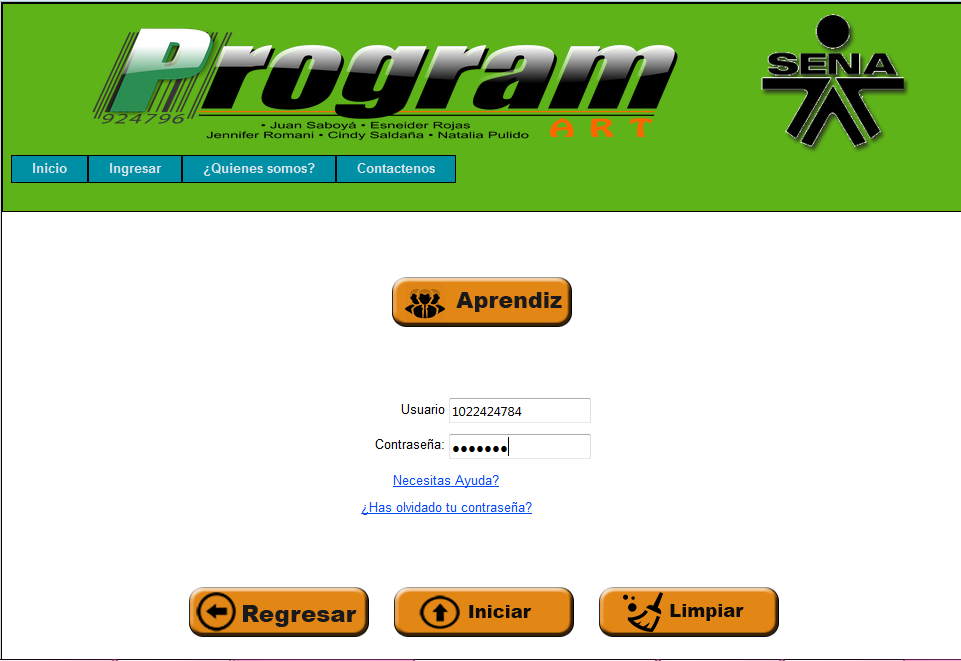 Program
924796
• Juan Saboyá • Esneider Rojas
Jennifer Romani • Cindy Saldaña • Natalia Pulido
ART
SENA
Inicio Ingresar ¿Quienes somos? Contactenos
Aprendiz
Usuario 1022424784
Contraseña: •••••••
Necesitas Ayuda?
¿Has olvidado tu contraseña?
Regresar Iniciar Limpiar